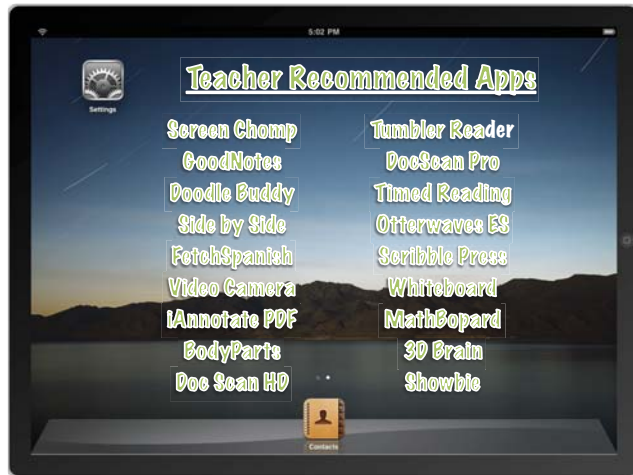 5:02 PM
Settings
Teacher Recommended Apps
Screen Chomp
GoodNotes
Doodle Buddy
Side by Side
FetchSpanish
Video Camera
iAnnotate PDF
BodyParts
Doc Scan HD
Tumbler Reader
DocScan Pro
Timed Reading
Otterwaves ES
Scribble Press
Whiteboard
MathBopard
3D Brain
Showbie
Contacts